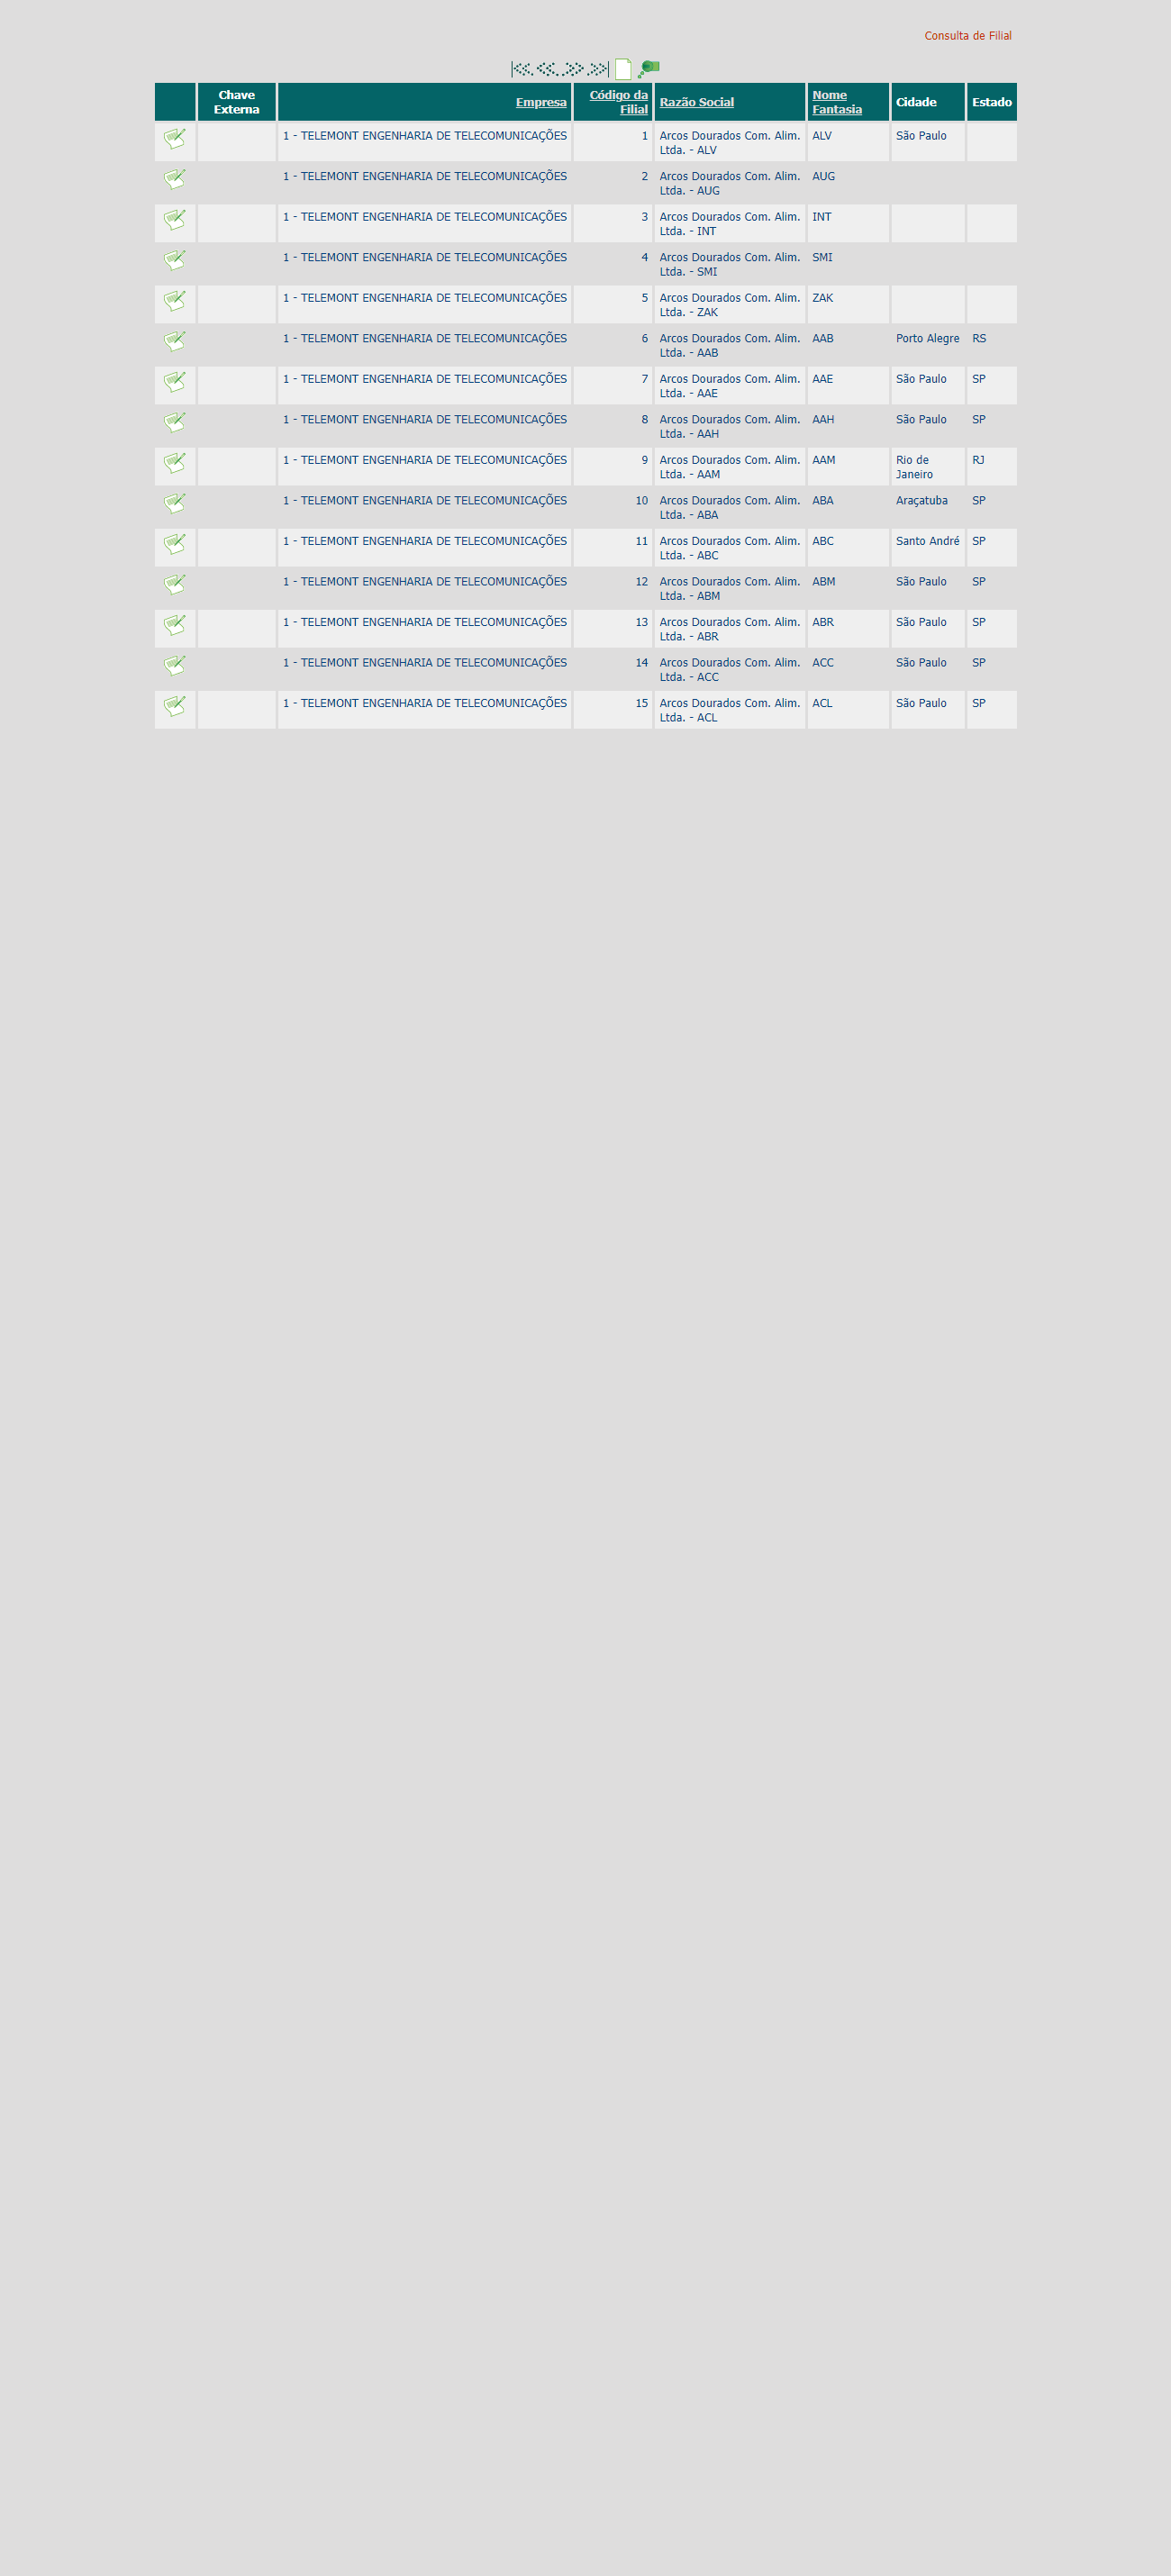 Consulta de Filial
Chave Externa Empresa Código da Filial Razão Social Nome Fantasia Cidade Estado
1 - TELEMONT ENGENHARIA DE TELECOMUNICAÇÕES 1 Arcos Dourados Com. Alim. Ltda. - ALV ALV São Paulo
1 - TELEMONT ENGENHARIA DE TELECOMUNICAÇÕES 2 Arcos Dourados Com. Alim. Ltda. - AUG AUG
1 - TELEMONT ENGENHARIA DE TELECOMUNICAÇÕES 3 Arcos Dourados Com. Alim. Ltda. - INT INT
1 - TELEMONT ENGENHARIA DE TELECOMUNICAÇÕES 4 Arcos Dourados Com. Alim. Ltda. - SMI SMI
1 - TELEMONT ENGENHARIA DE TELECOMUNICAÇÕES 5 Arcos Dourados Com. Alim. Ltda. - ZAK ZAK
1 - TELEMONT ENGENHARIA DE TELECOMUNICAÇÕES 6 Arcos Dourados Com. Alim. Ltda. - AAB AAB Porto Alegre RS
1 - TELEMONT ENGENHARIA DE TELECOMUNICAÇÕES 7 Arcos Dourados Com. Alim. Ltda. - AAE AAE São Paulo SP
1 - TELEMONT ENGENHARIA DE TELECOMUNICAÇÕES 8 Arcos Dourados Com. Alim. Ltda. - AAH AAH São Paulo SP
1 - TELEMONT ENGENHARIA DE TELECOMUNICAÇÕES 9 Arcos Dourados Com. Alim. Ltda. - AAM AAM Rio de Janeiro RJ
1 - TELEMONT ENGENHARIA DE TELECOMUNICAÇÕES 10 Arcos Dourados Com. Alim. Ltda. - ABA ABA Araçatuba SP
1 - TELEMONT ENGENHARIA DE TELECOMUNICAÇÕES 11 Arcos Dourados Com. Alim. Ltda. - ABC ABC Santo André SP
1 - TELEMONT ENGENHARIA DE TELECOMUNICAÇÕES 12 Arcos Dourados Com. Alim. Ltda. - ABM ABM São Paulo SP
1 - TELEMONT ENGENHARIA DE TELECOMUNICAÇÕES 13 Arcos Dourados Com. Alim. Ltda. - ABR ABR São Paulo SP
1 - TELEMONT ENGENHARIA DE TELECOMUNICAÇÕES 14 Arcos Dourados Com. Alim. Ltda. - ACC ACC São Paulo SP
1 - TELEMONT ENGENHARIA DE TELECOMUNICAÇÕES 15 Arcos Dourados Com. Alim. Ltda. - ACL ACL São Paulo SP